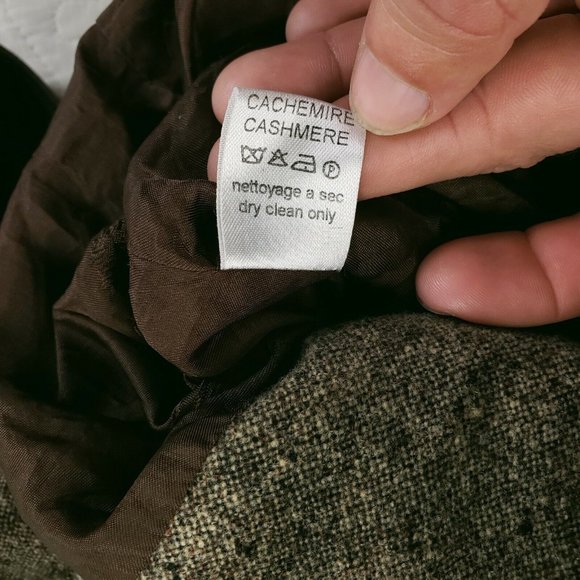 CACHEMIRE
CASHMERE
P
nettoyage a sec
dry clean only